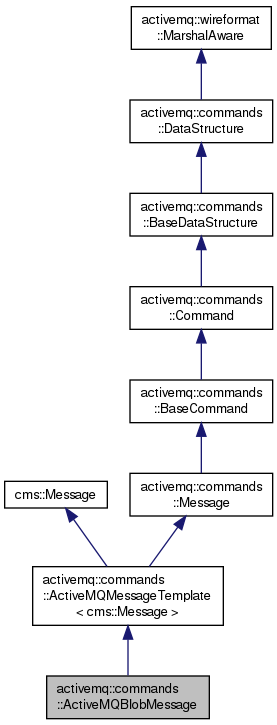 activemq::wireformat
::MarshalAware
activemq::commands
::DataStructure
activemq::commands
::BaseDataStructure
activemq::commands
::Command
activemq::commands
::BaseCommand
cms::Message
activemq::commands
::Message
activemq::commands
::ActiveMQMessageTemplate
< cms::Message >
activemq::commands
::ActiveMQBlobMessage